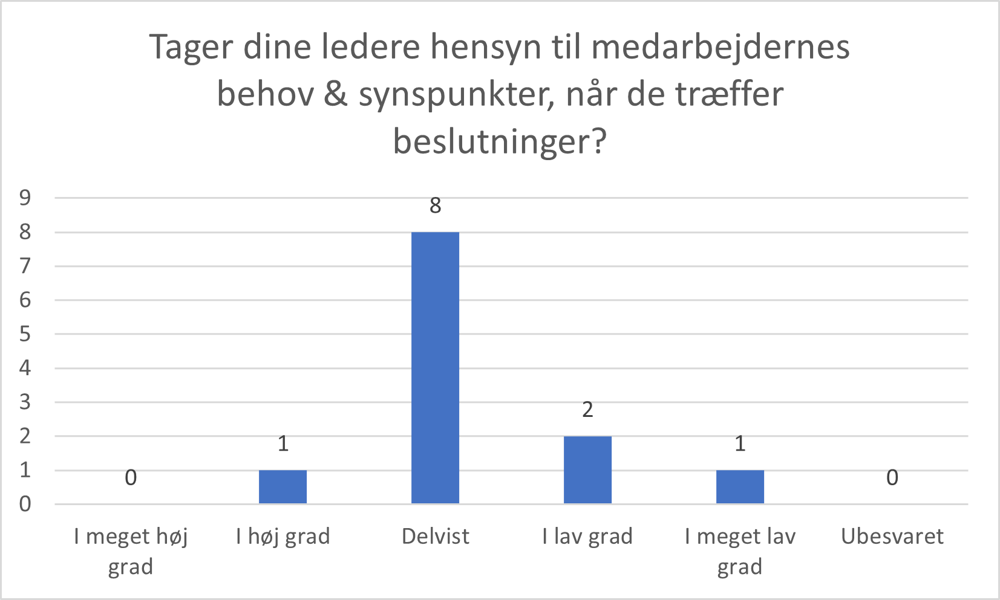 Tager dine ledere hensyn til medarbejdernes
behov & synspunkter, når de træffer
beslutninger?
9
8
7
6
5
4
3
2
1
0
0
1
8
2
1
0
I meget høj
grad
I høj grad
Delvist
I lav grad
I meget lav
grad
Ubesvaret